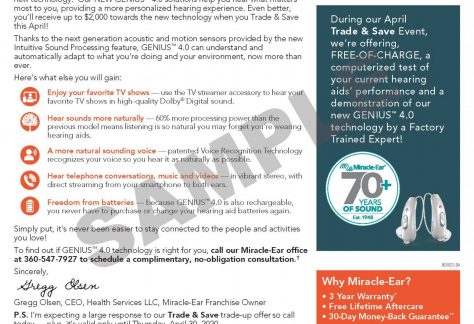 new technology. Our GENIUS™ 4.0 solutions help you hear what matters
most to you, providing a more personalized hearing experience. Even better,
you'll receive up to $2,000 towards the new technology when you Trade & Save
this April!
Thanks to the next generation acoustic and motion sensors provided by the new
Intuitive Sound Processing feature, GENIUS™ 4.0 can understand and
automatically adapt to what you're doing and your environment, now more than
ever.
Here's what else you will gain:
Enjoy your favorite TV shows — use the TV streamer accessory to hear your
favorite TV shows in high-quality Dolby® Digital sound.
Hear sounds more naturally — 60% more processing power than the
previous model means listening is so natural you may forget you're wearing
hearing aids.
A more natural sounding voice — patented Voice Recognition Technology
recognizes your voice so you hear it as naturally as possible.
Hear telephone conversations, music and videos — in vibrant stereo, with
direct streaming from your smartphone to both ears.
Freedom from batteries — because GENIUS™ 4.0 is also rechargeable,
you never have to purchase or change your hearing aid batteries again.
Simply put, it's never been easier to stay connected to the people and activities
you love!
To find out if GENIUS™ 4.0 technology is right for you, call our Miracle-Ear office
at 360-547-7927 to schedule a complimentary, no-obligation consultation.†
Sincerely,
Gregg Olsen
Gregg Olsen, CEO, Health Services LLC, Miracle-Ear Franchise Owner
P.S. I'm expecting a large response to our Trade & Save trade-up offer so call
today — plus, it's valid only until Thursday, April 30, 2020.
SAMPLE
During our April
Trade & Save Event,
we're offering,
FREE-OF-CHARGE, a
computerized test of
your current hearing
aids' performance and a
demonstration of our
new GENIUS™ 4.0
technology by a Factory
Trained Expert!
Miracle-Ear®
70+
YEARS
OF SOUND
Est. 1948
Why Miracle-Ear?
• 3 Year Warranty*
• Free Lifetime Aftercare
• 30-Day Money-Back Guarantee**